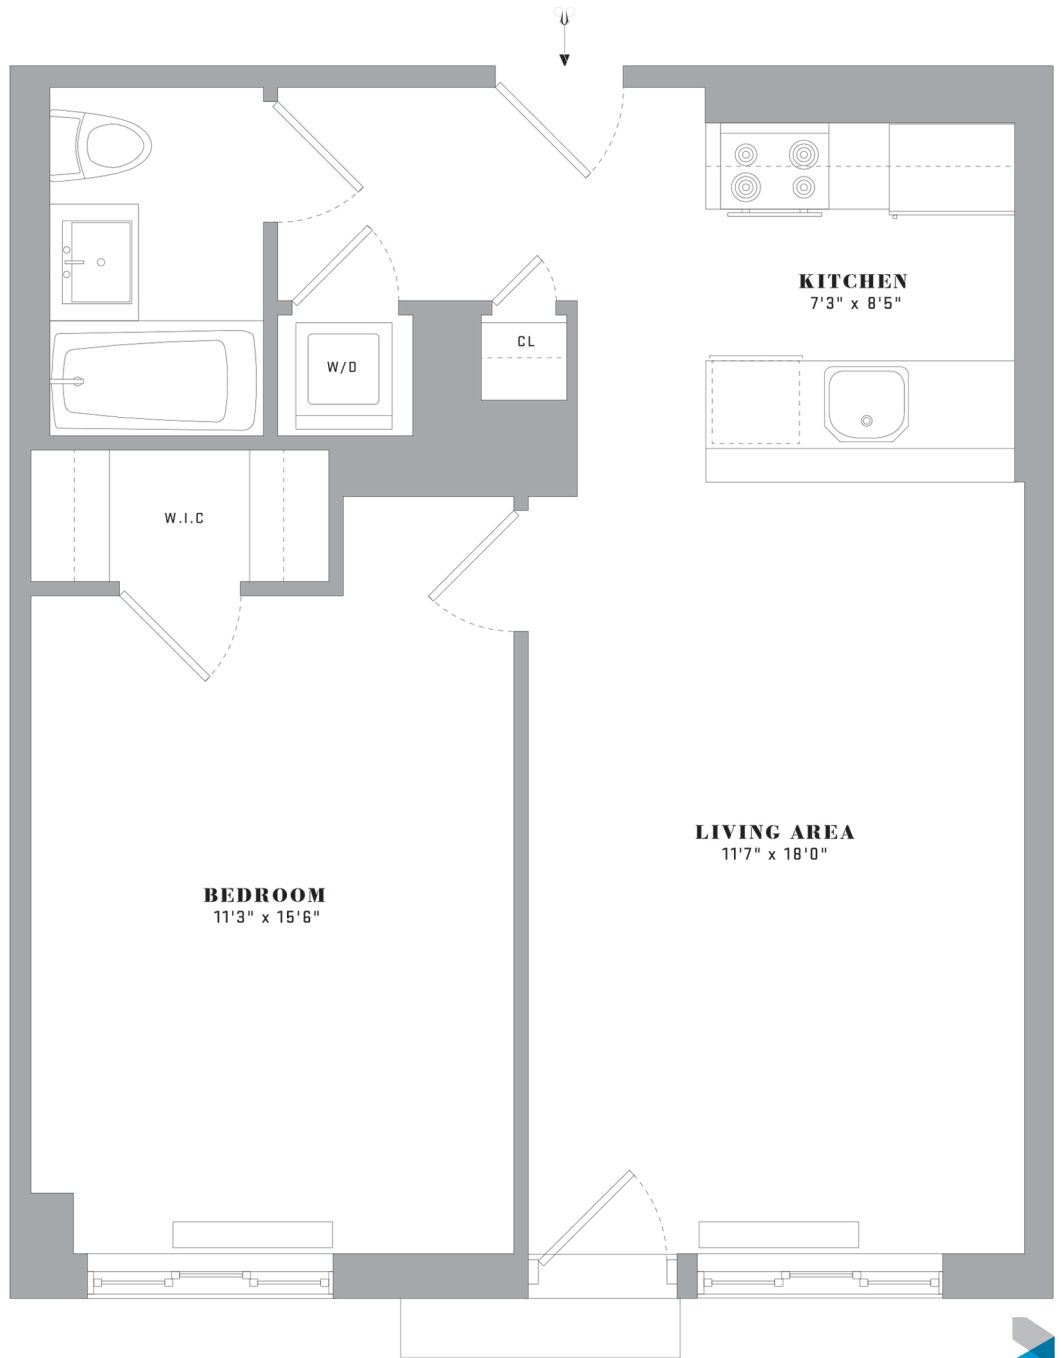 KITCHEN
7'3" x 8'5"
W/D
CL
W.I.C
LIVING AREA
11'7" x 18'0"
BEDROOM
11'3" x 15'6"